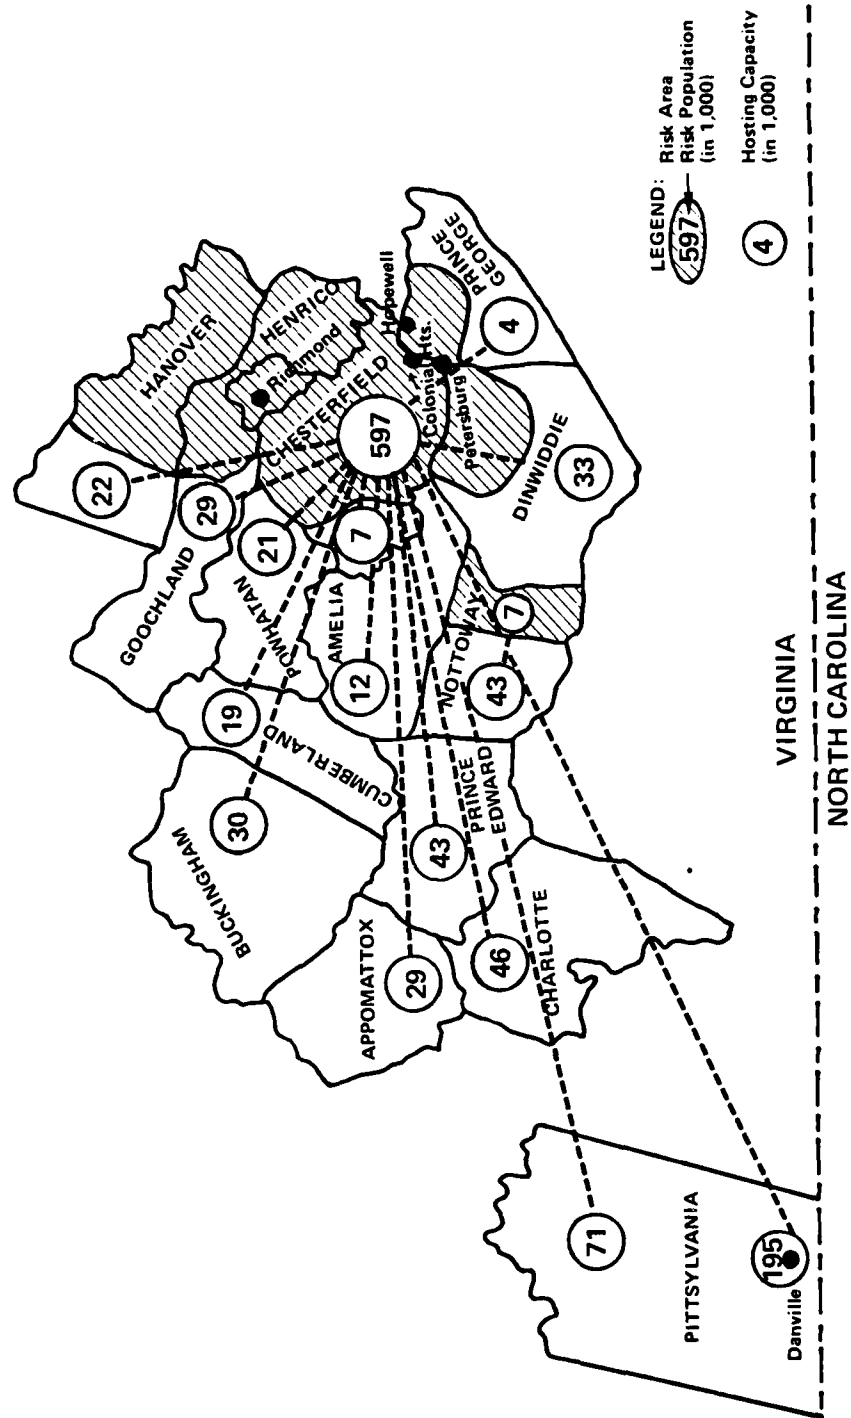 HANOVER
HENRICO
Richmond
CHESTERFIELD
597
Hopewell
Colonial Hts.
Petersburg
PRINCE
GEORGE
4
DINWIDDIE
33
22
29
GOOCHLAND
21
POWHATAN
7
AMELIA
12
19
CUMBERLAND
30
BUCKINGHAM
NOTTOWAY
7
43
PRINCE
EDWARD
43
APPOMATTOX
29
46
CHARLOTTE
71
PITTSYLVANIA
195
Danville
VIRGINIA
NORTH CAROLINA
LEGEND:
597
Risk Area
Risk Population
(in 1,000)
4
Hosting Capacity
(in 1,000)